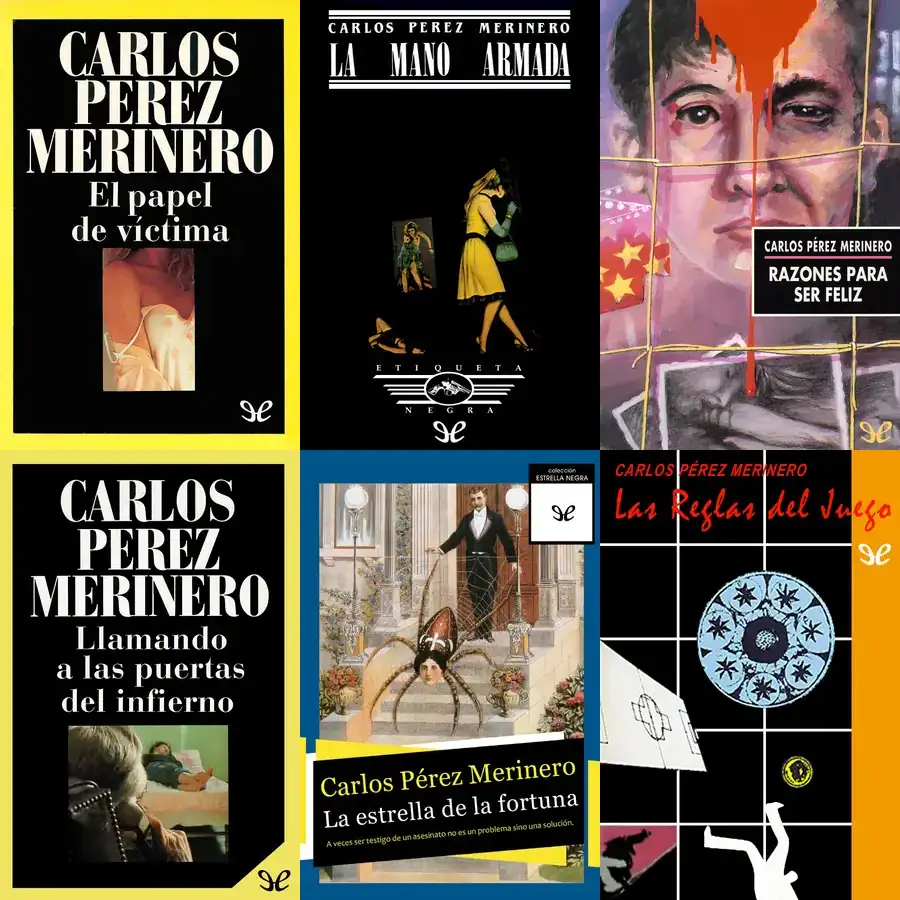 CARLOS
PEREZ
MERINERO
El papel
de víctima
CARLOS PEREZ MERINERO
LA MANO ARMADA
ETIQUETA
NEGRA
CARLOS PÉREZ MERINERO
RAZONES PARA
SER FELIZ
CARLOS
PEREZ
MERINERO
Llamando
a las puertas
del infierno
colección
ESTRELLA NEGRA
Carlos Pérez Merinero
La estrella de la fortuna
A veces ser testigo de un asesinato no es un problema sino una solución.
CARLOS PÉREZ MERINERO
Las Reglas del Juego